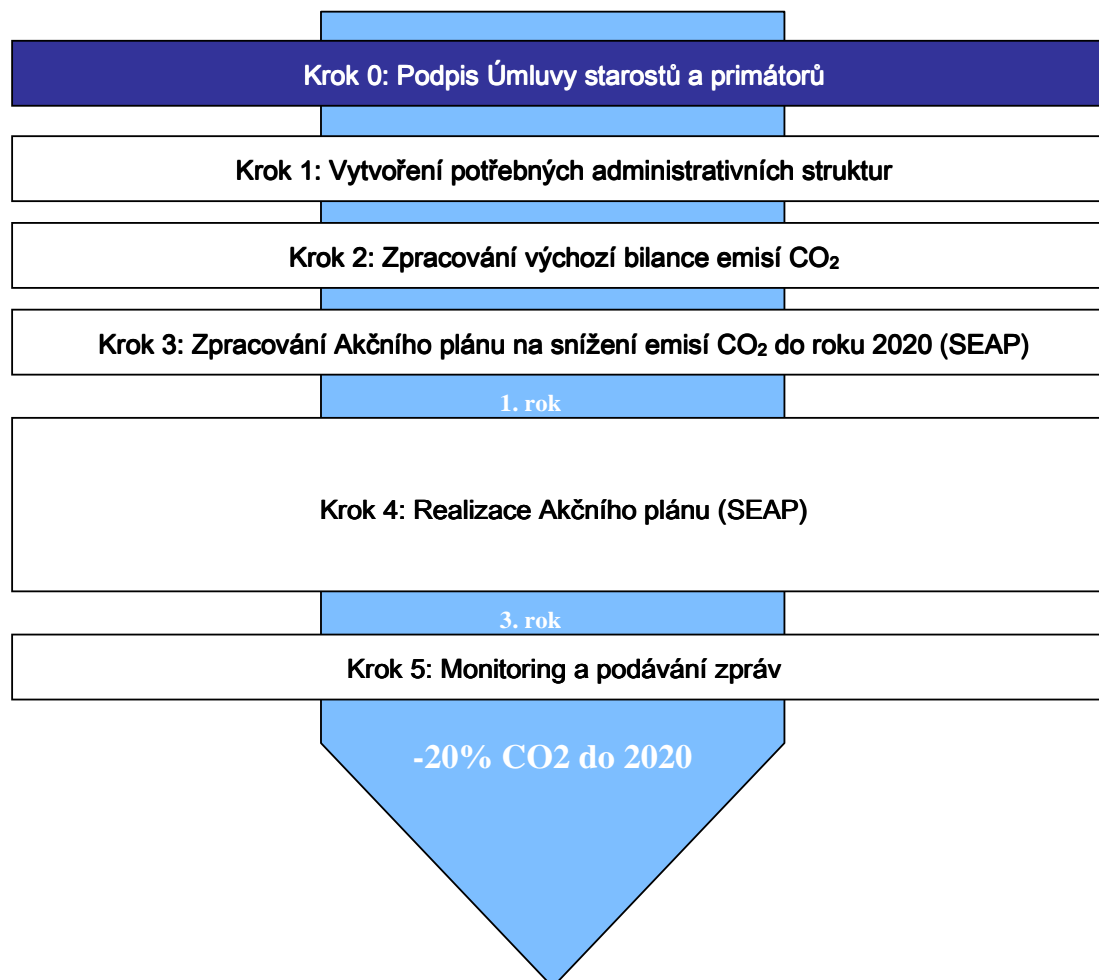 Krok 0: Podpis Úmluvy starostů a primátorů
Krok 1: Vytvoření potřebných administrativních struktur
Krok 2: Zpracování výchozí bilance emisí CO₂
Krok 3: Zpracování Akčního plánu na snížení emisí CO₂ do roku 2020 (SEAP)
1. rok
Krok 4: Realizace Akčního plánu (SEAP)
3. rok
Krok 5: Monitoring a podávání zpráv
-20% CO2 do 2020